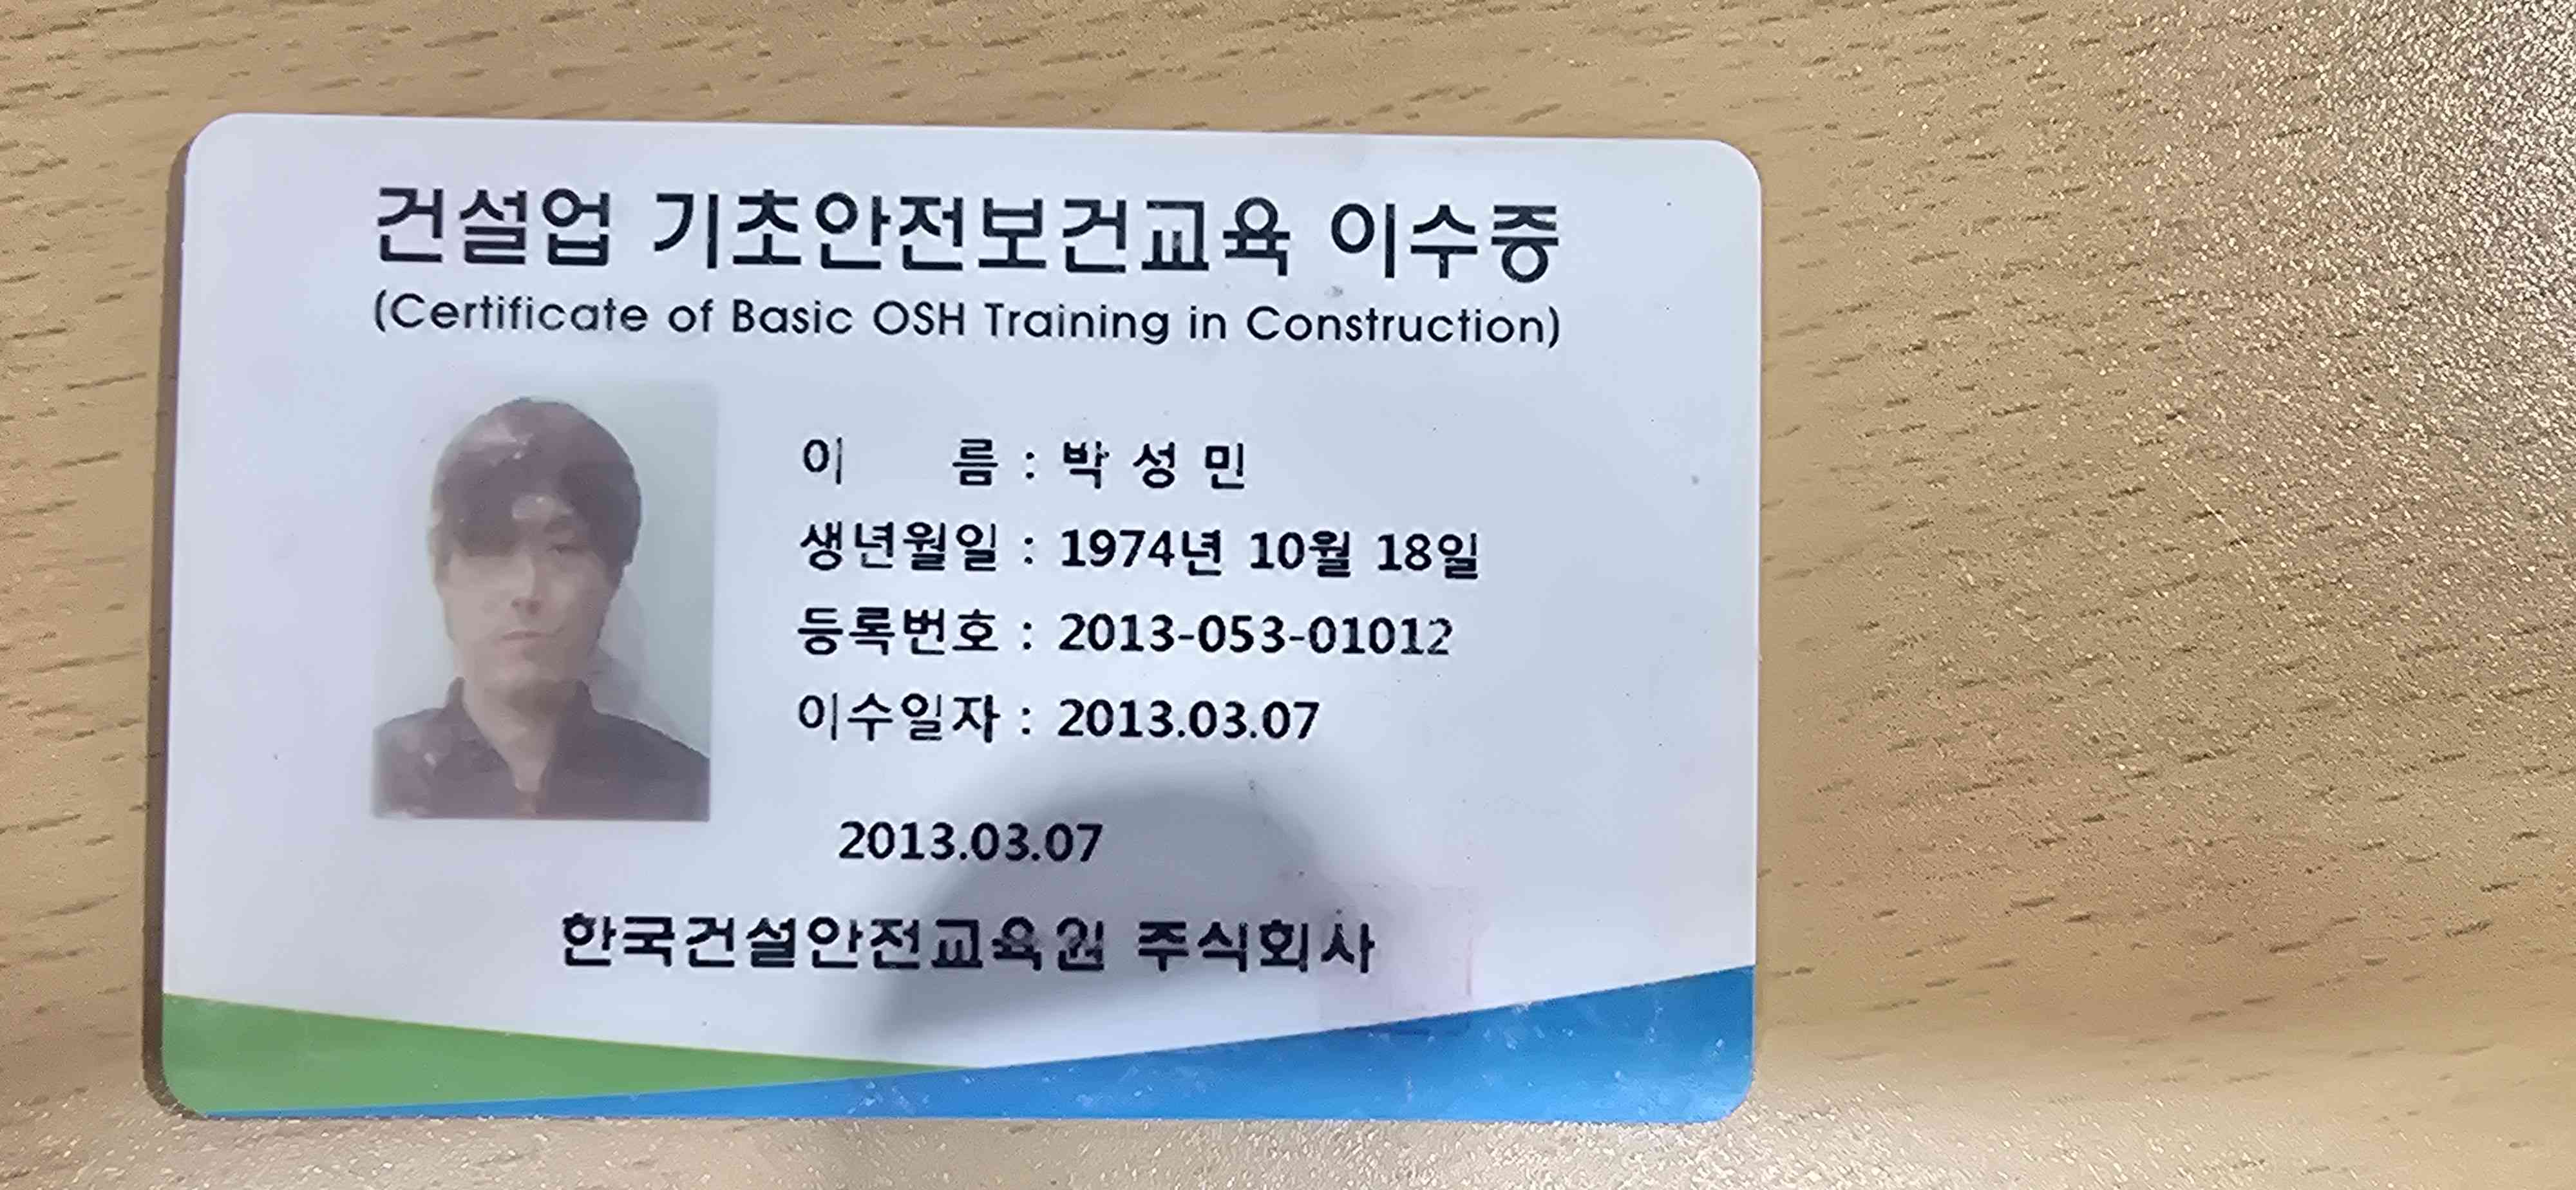 건설업 기초안전보건교육 이수증
(Certificate of Basic OSH Training in Construction)
이 름 : 박 성 민
생년월일 : 1974년 10월 18일
등록번호 : 2013-053-01012
이수일자 : 2013.03.07
2013.03.07
한국건설안전교육원 주식회사